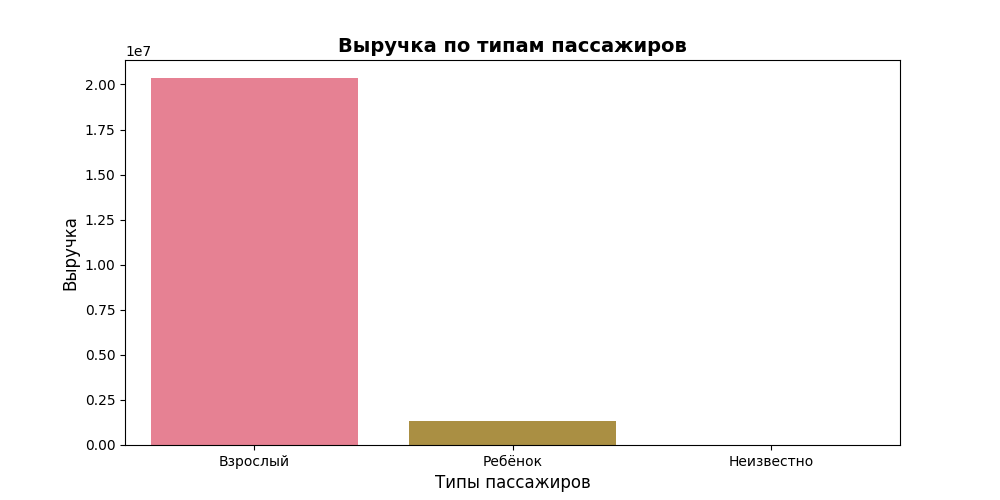 Выручка по типам пассажиров
1e7
2.00
1.75
1.50
1.25
1.00
0.75
0.50
0.25
0.00
Выручка
Взрослый Ребёнок Неизвестно
Типы пассажиров